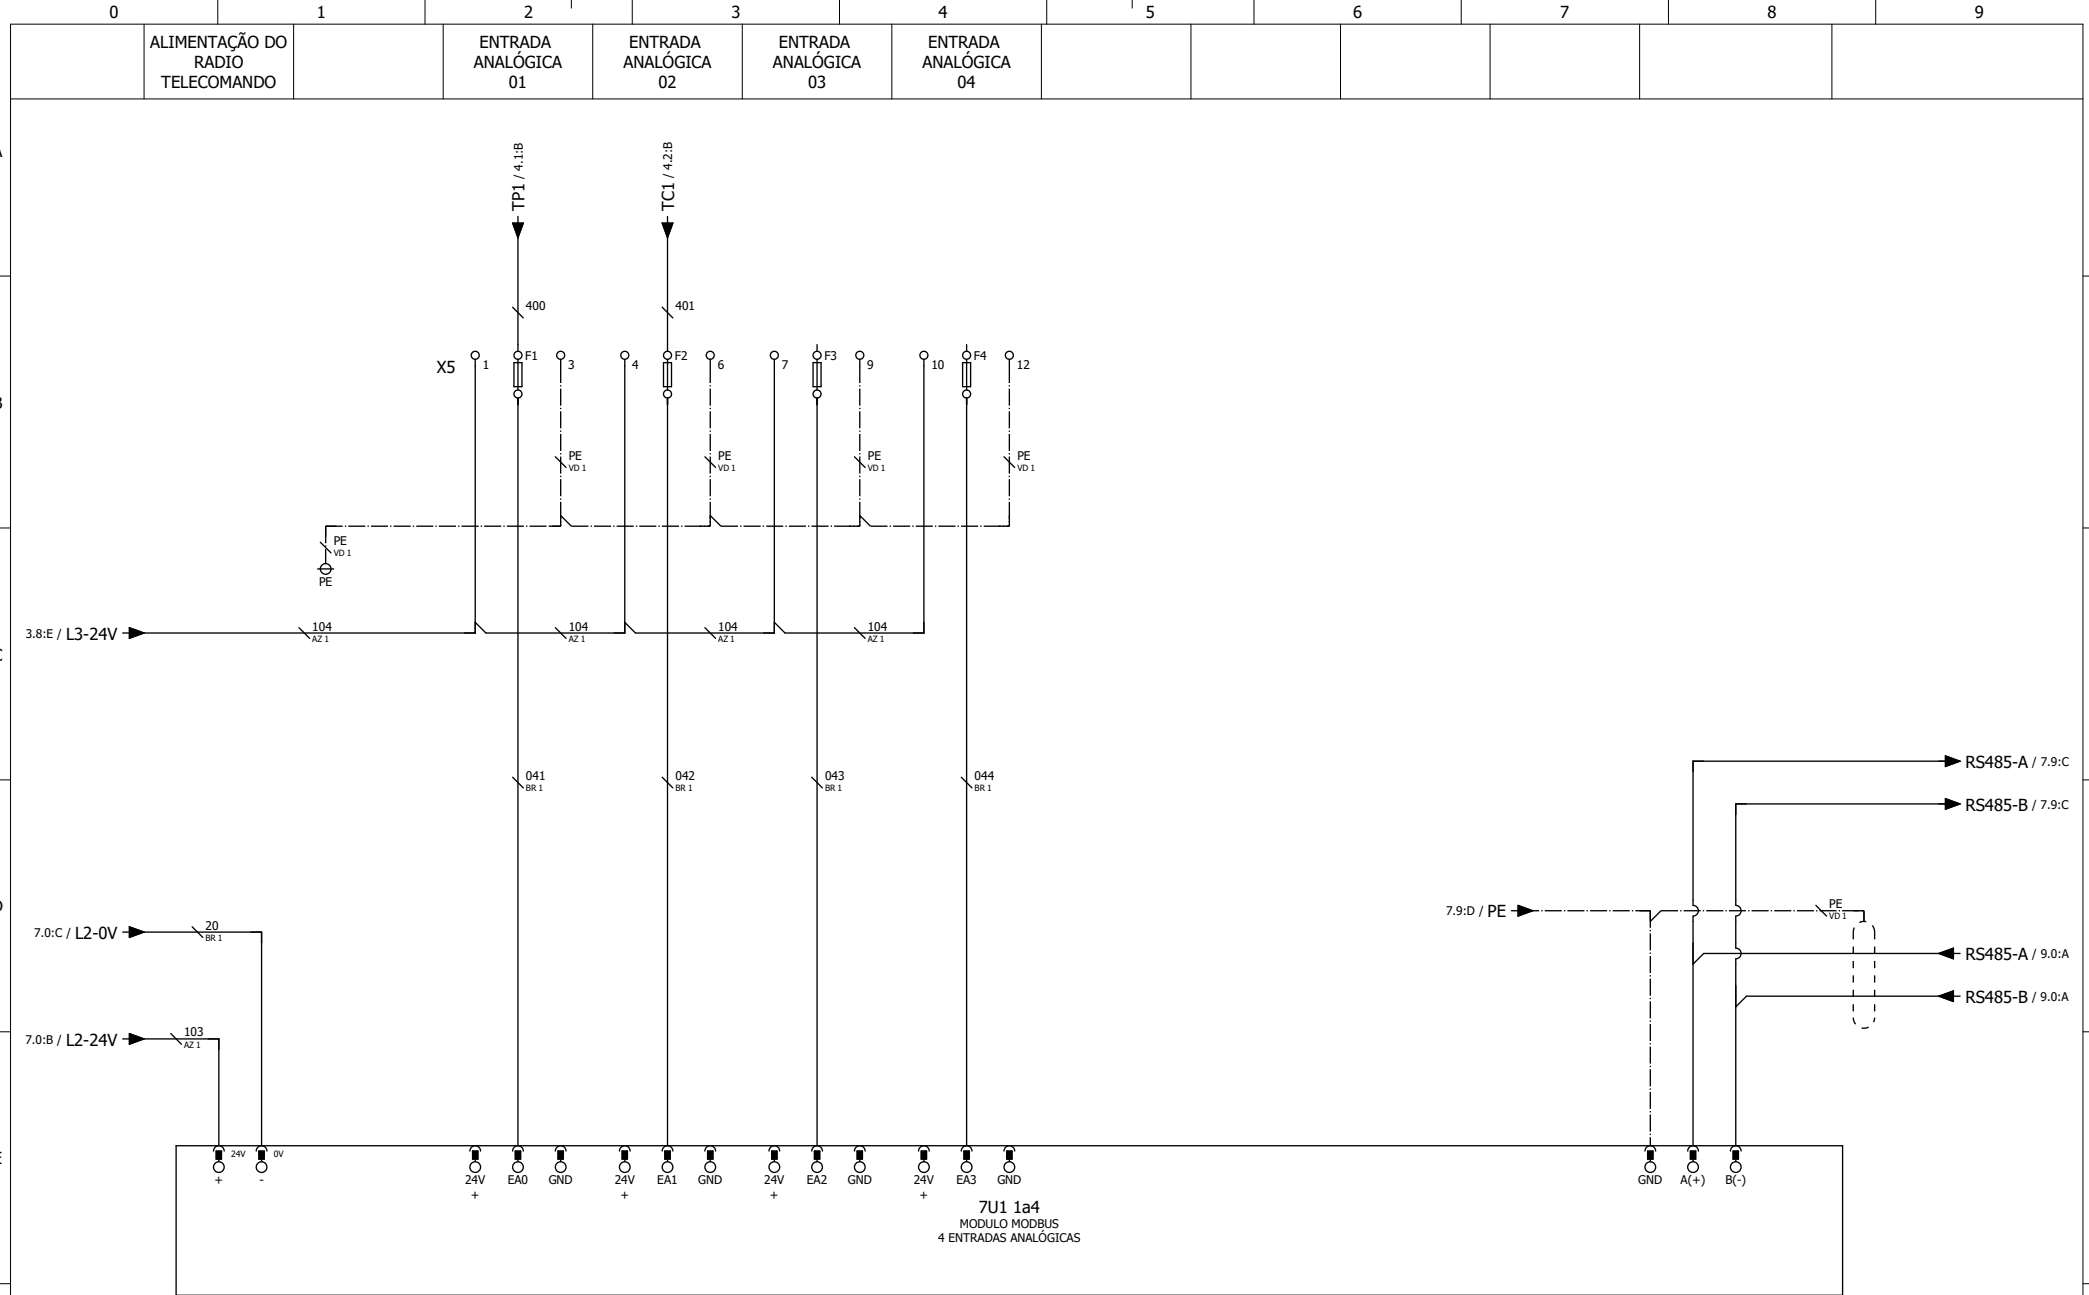 0 1 2 3 4 5 6 7 8 9
ALIMENTAÇÃO DO
RADIO
TELECOMANDO
ENTRADA
ANALÓGICA
01
ENTRADA
ANALÓGICA
02
ENTRADA
ANALÓGICA
03
ENTRADA
ANALÓGICA
04
TP1 / 4.1:B
TC1 / 4.2:B
400
401
X5
1
F1
3
4
F2
6
7
F3
9
10
F4
12
PE
VD 1
PE
VD 1
PE
VD 1
PE
VD 1
PE
VD 1
PE
3.8:E / L3-24V
104
AZ 1
104
AZ 1
104
AZ 1
104
AZ 1
041
BR 1
042
BR 1
043
BR 1
044
BR 1
RS485-A / 7.9:C
RS485-B / 7.9:C
7.9:D / PE
PE
VD 1
7.0:C / L2-0V
20
BR 1
RS485-A / 9.0:A
RS485-B / 9.0:A
7.0:B / L2-24V
103
AZ 1
24V
+
0V
-
24V
+
EA0
GND
24V
+
EA1
GND
24V
+
EA2
GND
24V
+
EA3
GND
GND
A(+)
B(-)
7U1 1a4
MODULO MODBUS
4 ENTRADAS ANALÓGICAS